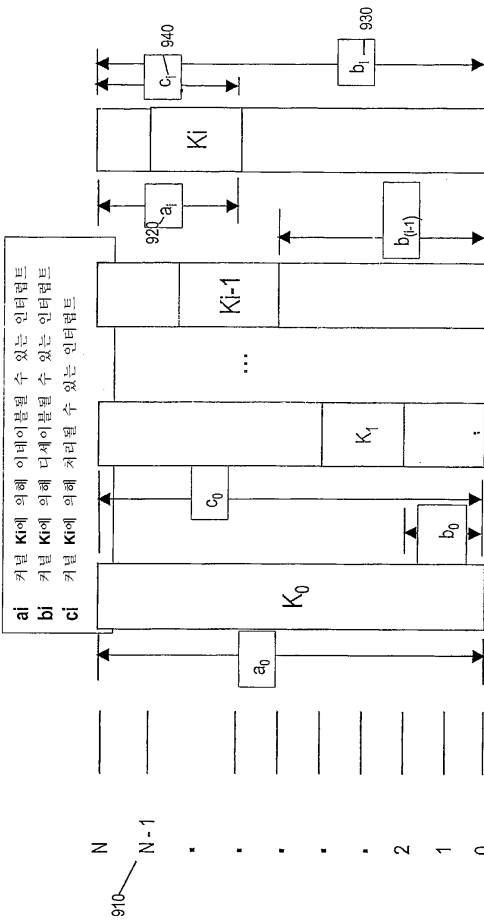 ai 커널 Ki에 의해 이네이블될 수 있는 인터럽트
bi 커널 Ki에 의해 디세이블될 수 있는 인터럽트
ci 커널 Ki에 의해 처리될 수 있는 인터럽트
910
N
N - 1
2
1
0
a0
K0
b0
c0
K1
...
Ki-1
b(i-1)
920
ai
Ki
ci
940
bi
930